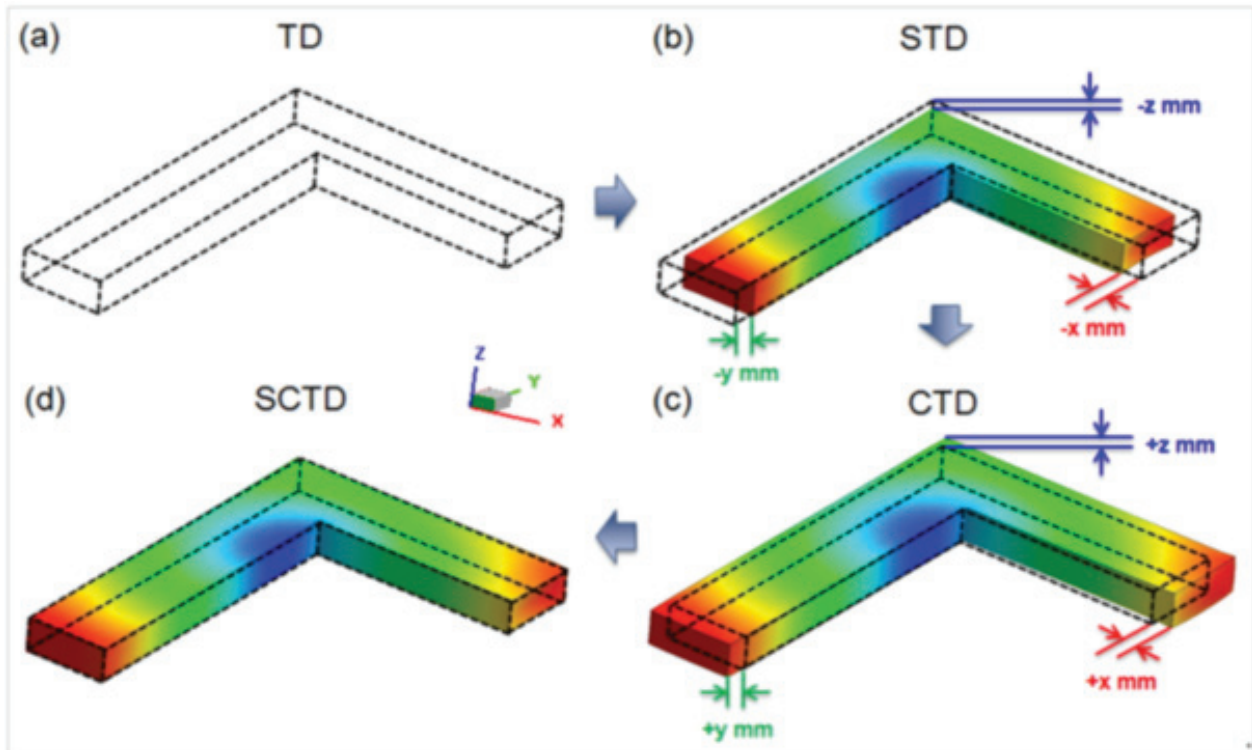 (a) TD
(b) STD
-z mm
-x mm
-y mm
Z
Y
X
(d) SCTD
(c) CTD
+z mm
+x mm
+y mm